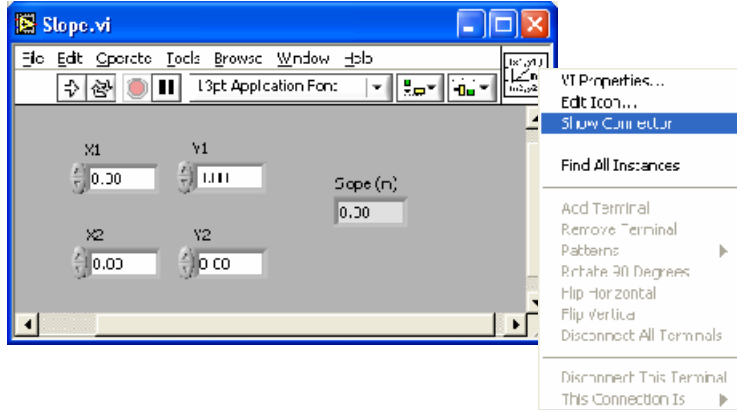 Slope.vi
File Edit Operate Tools Browse Window Help
13pt Application Font
X1 Y1
0.00 0.00
Slope (m)
0.00
X2 Y2
0.00 0.00
VI Properties...
Edit Icon...
Show Connector
Find All Instances
Add Terminal
Remove Terminal
Patterns
Rotate 90 Degrees
Flip Horizontal
Flip Vertical
Disconnect All Terminals
Disconnect This Terminal
This Connection Is